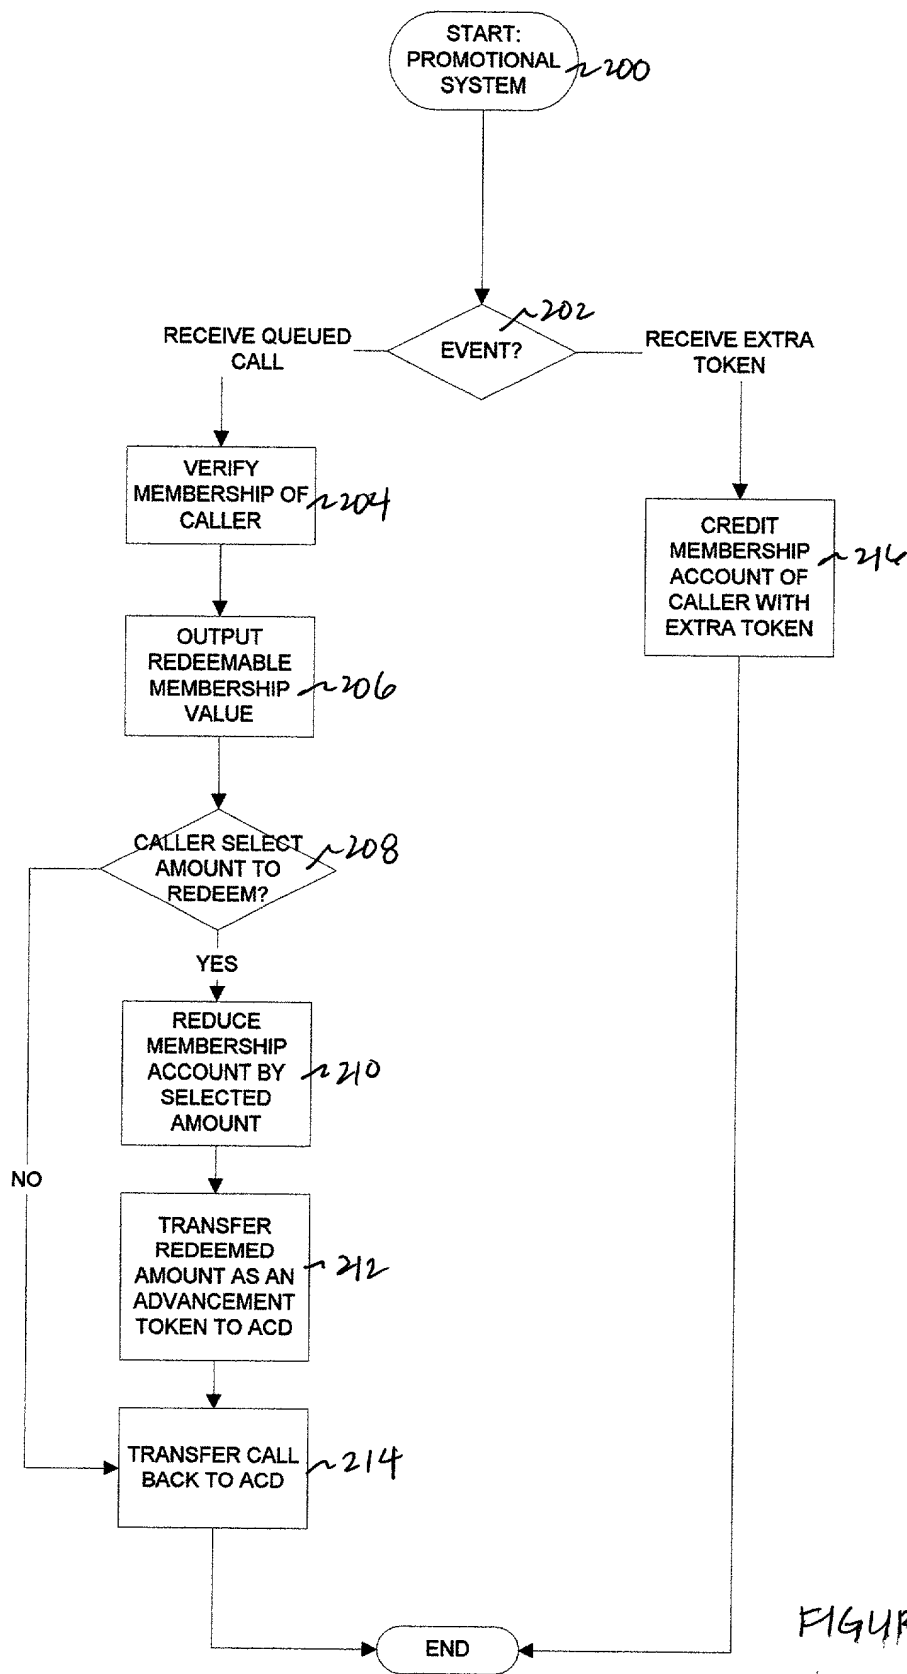 START:
PROMOTIONAL
SYSTEM
200
202
EVENT?
RECEIVE QUEUED
CALL
RECEIVE EXTRA
TOKEN
VERIFY
MEMBERSHIP OF
CALLER
204
CREDIT
MEMBERSHIP
ACCOUNT OF
CALLER WITH
EXTRA TOKEN
216
OUTPUT
REDEEMABLE
MEMBERSHIP
VALUE
206
CALLER SELECT
AMOUNT TO
REDEEM?
208
YES
REDUCE
MEMBERSHIP
ACCOUNT BY
SELECTED
AMOUNT
210
NO
TRANSFER
REDEEMED
AMOUNT AS AN
ADVANCEMENT
TOKEN TO ACD
212
TRANSFER CALL
BACK TO ACD
214
END